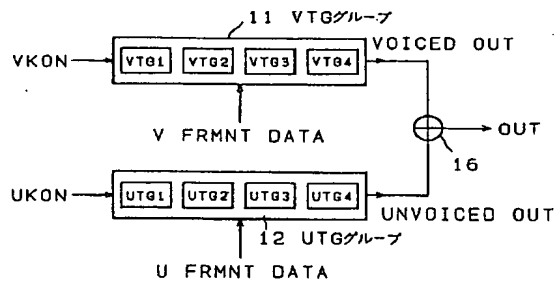 11 VTGグループ
VKON
VTG1 VTG2 VTG3 VTG4
VOICED OUT
V FRMNT DATA
OUT
16
UKON
UTG1 UTG2 UTG3 UTG4
UNVOICED OUT
12 UTGグループ
U FRMNT DATA